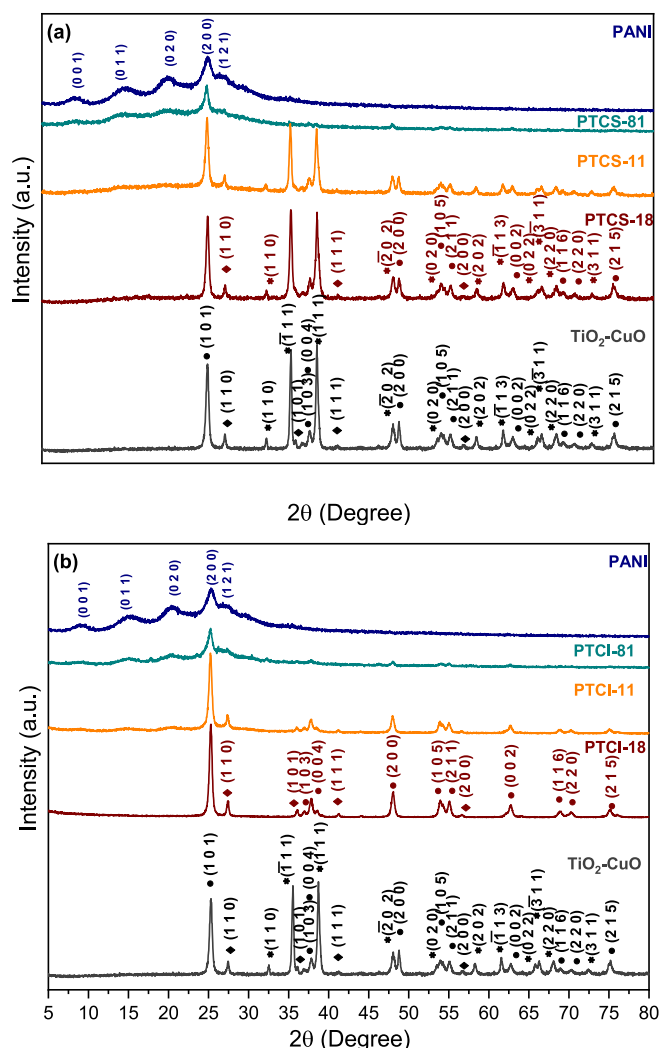 (a)
PANI
(0 0 1)
(0 1 1)
(0 2 0)
(2 0 0)
(1 2 1)
PTCS-81
PTCS-11
PTCS-18
◆(1 1 0)
*(1 1 0)
◆(1 1 1)
*(2̅ 0 2)
●(2 0 0)
*(0 2 0)
●(1 0 5)
●(2 1 1)
◆(2 0 0)
*(2 0 2)
*(1̅ 1 3)
●(0 0 2)
*(0 2 2)
*(3̅ 1 1)
*(2 2 0)
●(1 1 6)
●(2 2 0)
*(3 1 1)
●(2 1 5)
TiO₂-CuO
●(1 0 1)
◆(1 1 0)
*(1 1 0)
*(1̅ 1 1)
◆(1 0 1)
●(1 0 3)
●(0 0 4)
*(1 1 1)
◆(1 1 1)
*(2̅ 0 2)
●(2 0 0)
*(0 2 0)
●(1 0 5)
●(2 1 1)
◆(2 0 0)
*(2 0 2)
*(1̅ 1 3)
●(0 0 2)
*(0 2 2)
*(3̅ 1 1)
*(2 2 0)
●(1 1 6)
●(2 2 0)
*(3 1 1)
●(2 1 5)
Intensity (a.u.)
2θ (Degree)
(b)
PANI
(0 0 1)
(0 1 1)
(0 2 0)
(2 0 0)
(1 2 1)
PTCI-81
PTCI-11
PTCI-18
◆(1 1 0)
◆(1 0 1)
●(1 0 3)
●(0 0 4)
◆(1 1 1)
●(2 0 0)
●(1 0 5)
●(2 1 1)
◆(2 0 0)
●(0 0 2)
●(1 1 6)
●(2 2 0)
●(2 1 5)
TiO₂-CuO
●(1 0 1)
◆(1 1 0)
*(1 1 0)
*(1̅ 1 1)
◆(1 0 1)
●(1 0 3)
●(0 0 4)
*(1 1 1)
◆(1 1 1)
*(2̅ 0 2)
●(2 0 0)
*(0 2 0)
●(1 0 5)
●(2 1 1)
◆(2 0 0)
*(2 0 2)
*(1̅ 1 3)
●(0 0 2)
*(0 2 2)
*(3̅ 1 1)
*(2 2 0)
●(1 1 6)
●(2 2 0)
*(3 1 1)
●(2 1 5)
Intensity (a.u.)
5 10 15 20 25 30 35 40 45 50 55 60 65 70 75 80
2θ (Degree)